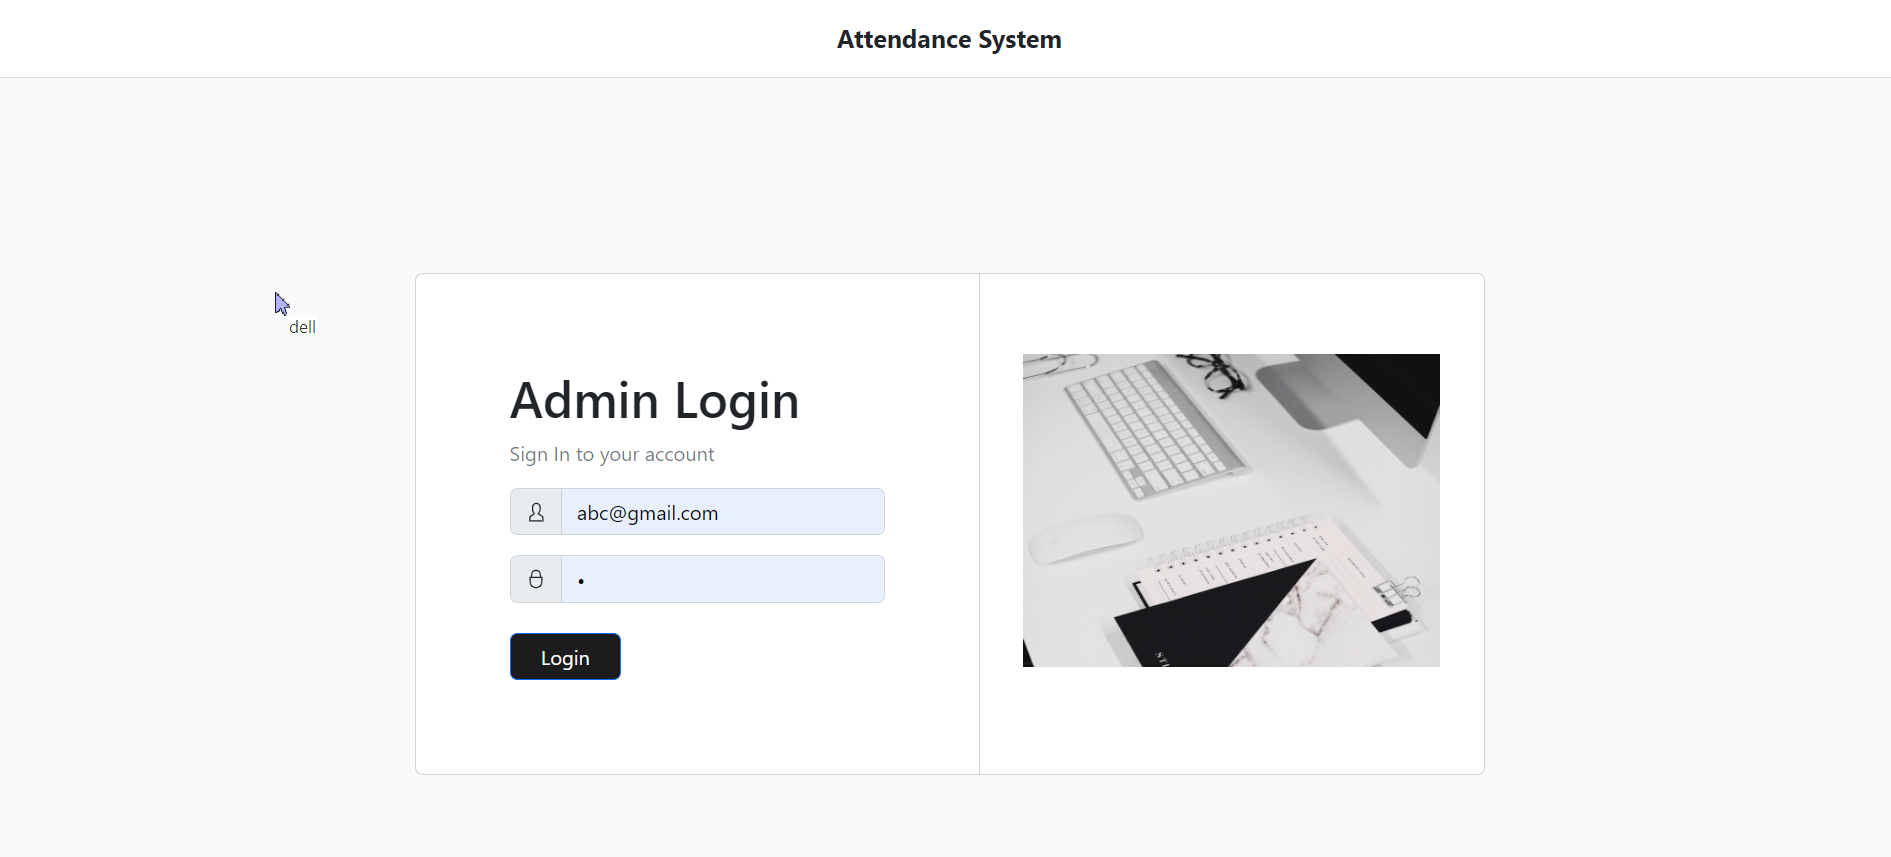 Attendance System
dell
Admin Login
Sign In to your account
abc@gmail.com
•
Login